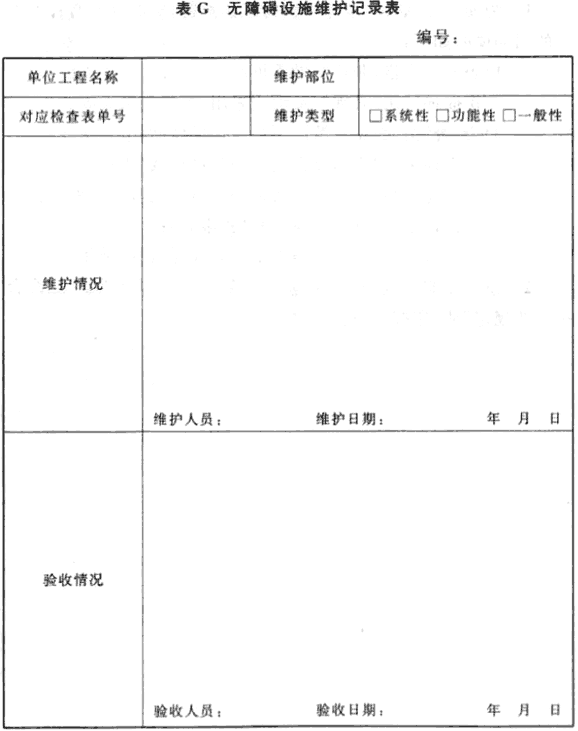 表 G 无障碍设施维护记录表
编号：
单位工程名称 维护部位
对应检查表单号 维护类型 □系统性 □功能性 □一般性
维护情况
维护人员： 维护日期： 年 月 日
验收情况
验收人员： 验收日期： 年 月 日